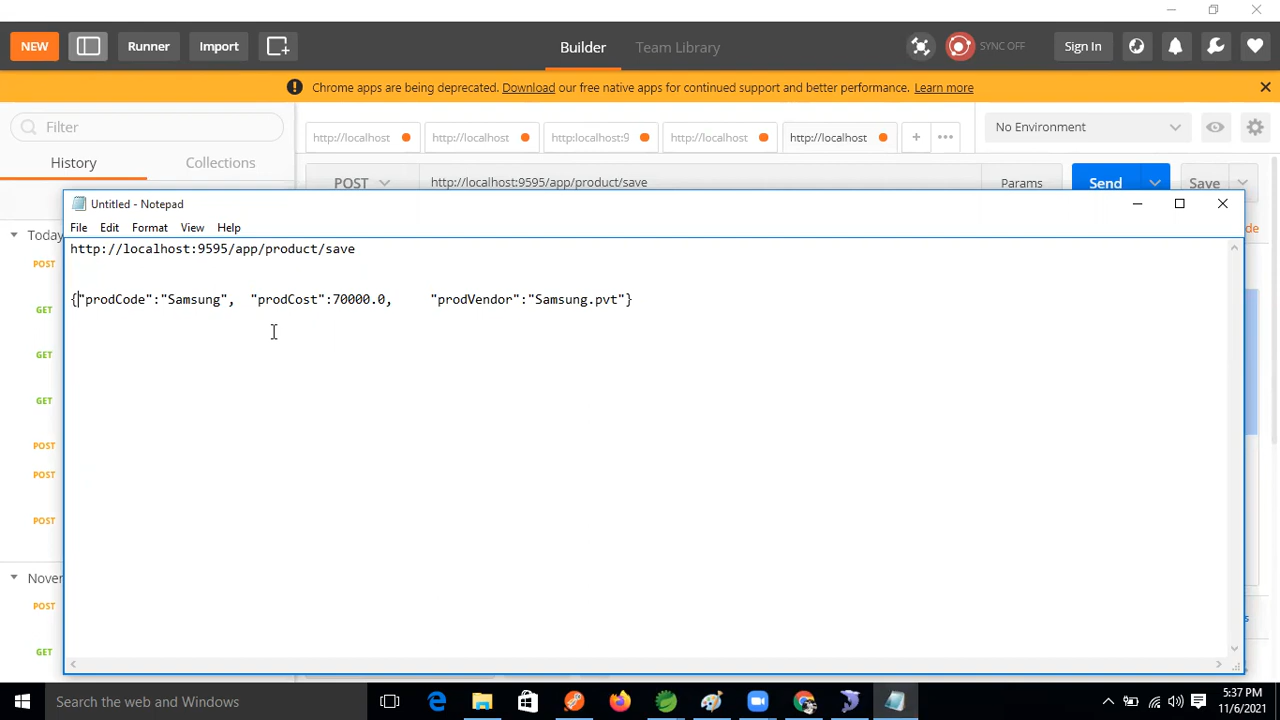 NEW
Runner
Import
Builder
Team Library
SYNC OFF
Sign In
Chrome apps are being deprecated. Download our free native apps for continued support and better performance. Learn more
Filter
http://localhost
http://localhost
http:localhost:9
http://localhost
http://localhost
+
•••
No Environment
History
Collections
POST
http://localhost:9595/app/product/save
Params
Send
Save
Untitled - Notepad
File
Edit
Format
View
Help
http://localhost:9595/app/product/save
{"prodCode":"Samsung", "prodCost":70000.0, "prodVendor":"Samsung.pvt"}
Today
POST
GET
GET
GET
POST
POST
POST
Novem
POST
GET
Search the web and Windows
5:37 PM
11/6/2021